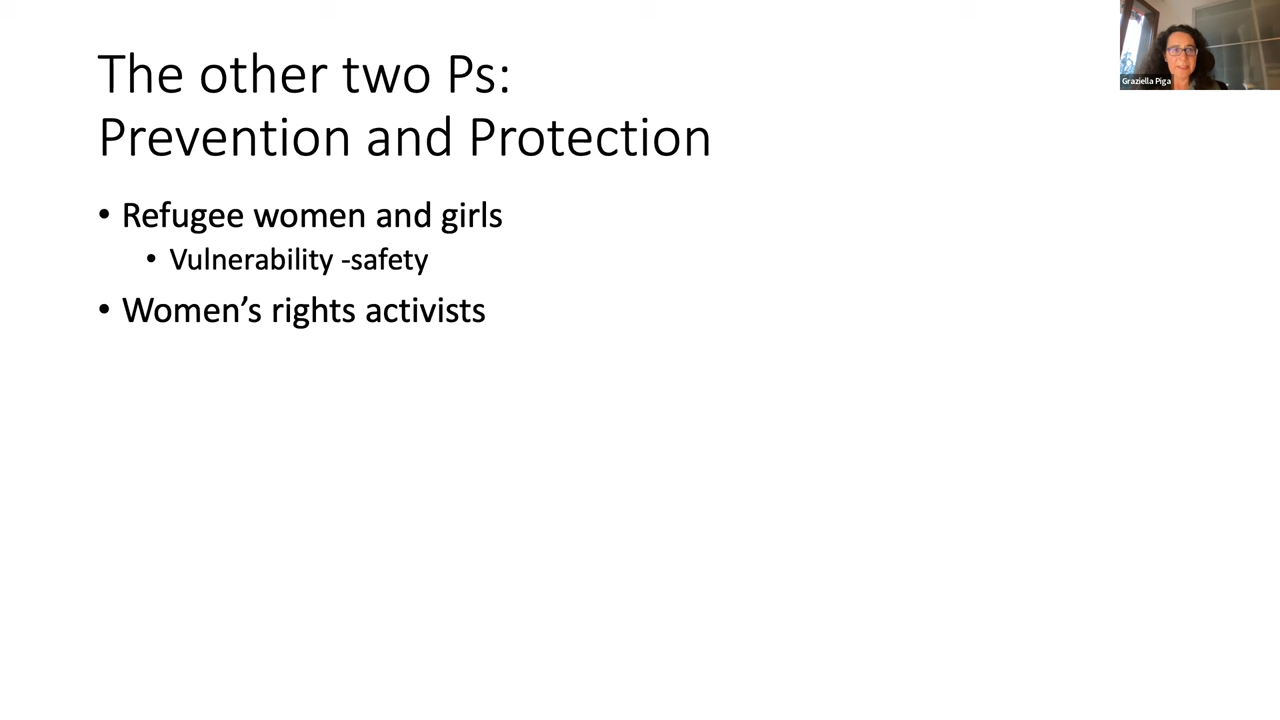 The other two Ps:
Prevention and Protection
• Refugee women and girls
• Vulnerability -safety
• Women’s rights activists
Graziella Piga